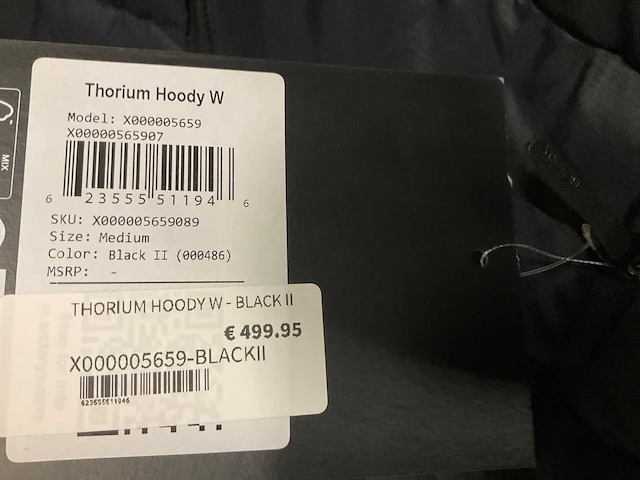 Thorium Hoody W
Model: X000005659
X00000565907
6 23555 51194 6
SKU: X000005659089
Size: Medium
Color: Black II (000486)
MSRP: -
THORIUM HOODY W - BLACK II
€ 499.95
X000005659-BLACKII
623555511946
MIX